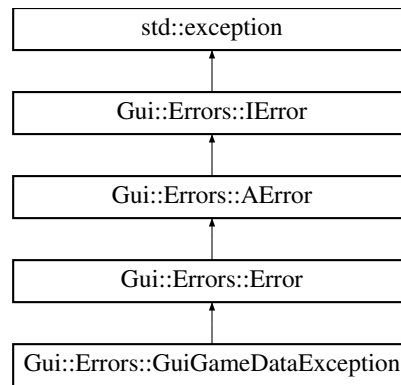 std::exception
Gui::Errors::IError
Gui::Errors::AError
Gui::Errors::Error
Gui::Errors::GuiGameDataException